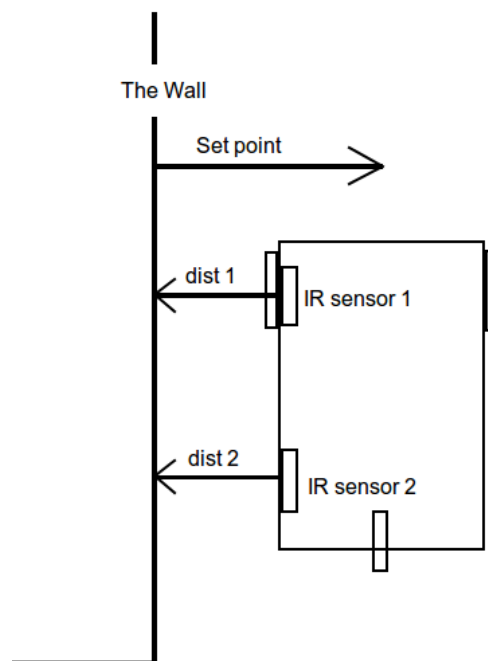 The Wall
Set point
dist 1
IR sensor 1
dist 2
IR sensor 2